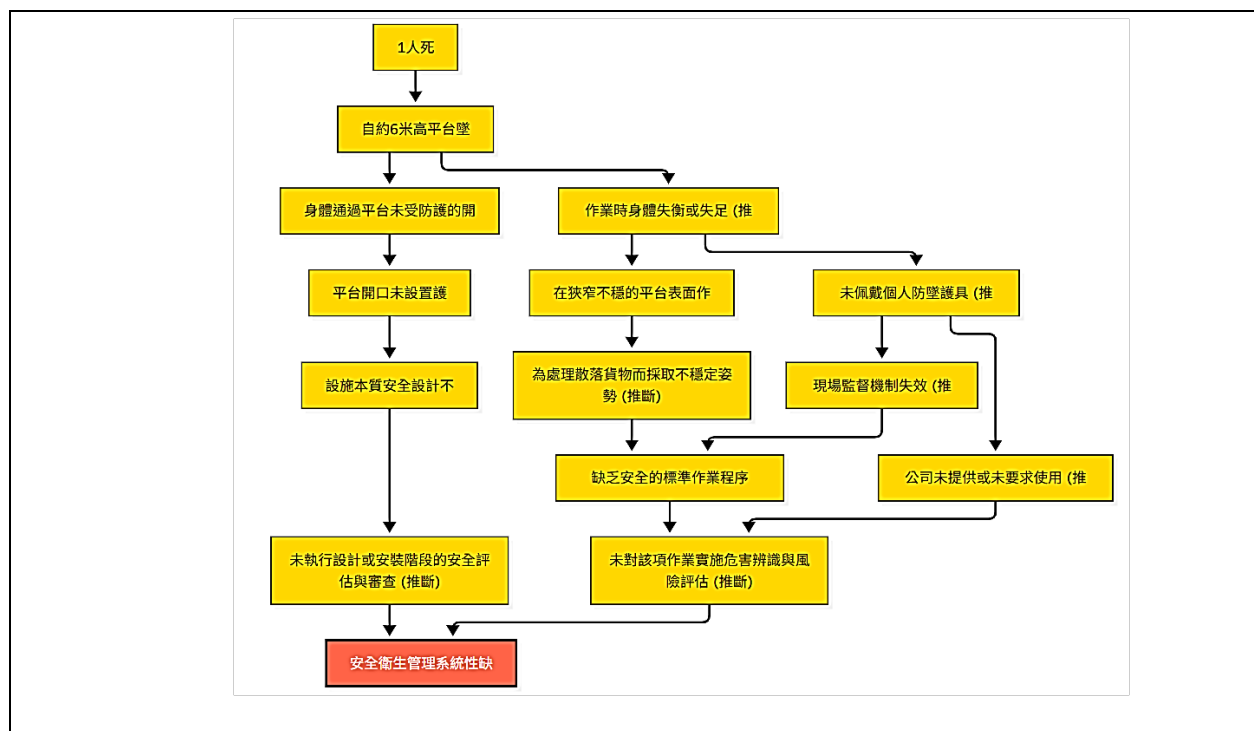 1人死
自約6米高平台墜
身體通過平台未受防護的開
作業時身體失衡或失足 (推
平台開口未設置護
在狹窄不穩的平台表面作
未佩戴個人防墜護具 (推
設施本質安全設計不
為處理散落貨物而採取不穩定姿
勢 (推斷)
現場監督機制失效 (推
缺乏安全的標準作業程序
公司未提供或未要求使用 (推
未執行設計或安裝階段的安全評
估與審查 (推斷)
未對該項作業實施危害辨識與風
險評估 (推斷)
安全衛生管理系統性缺